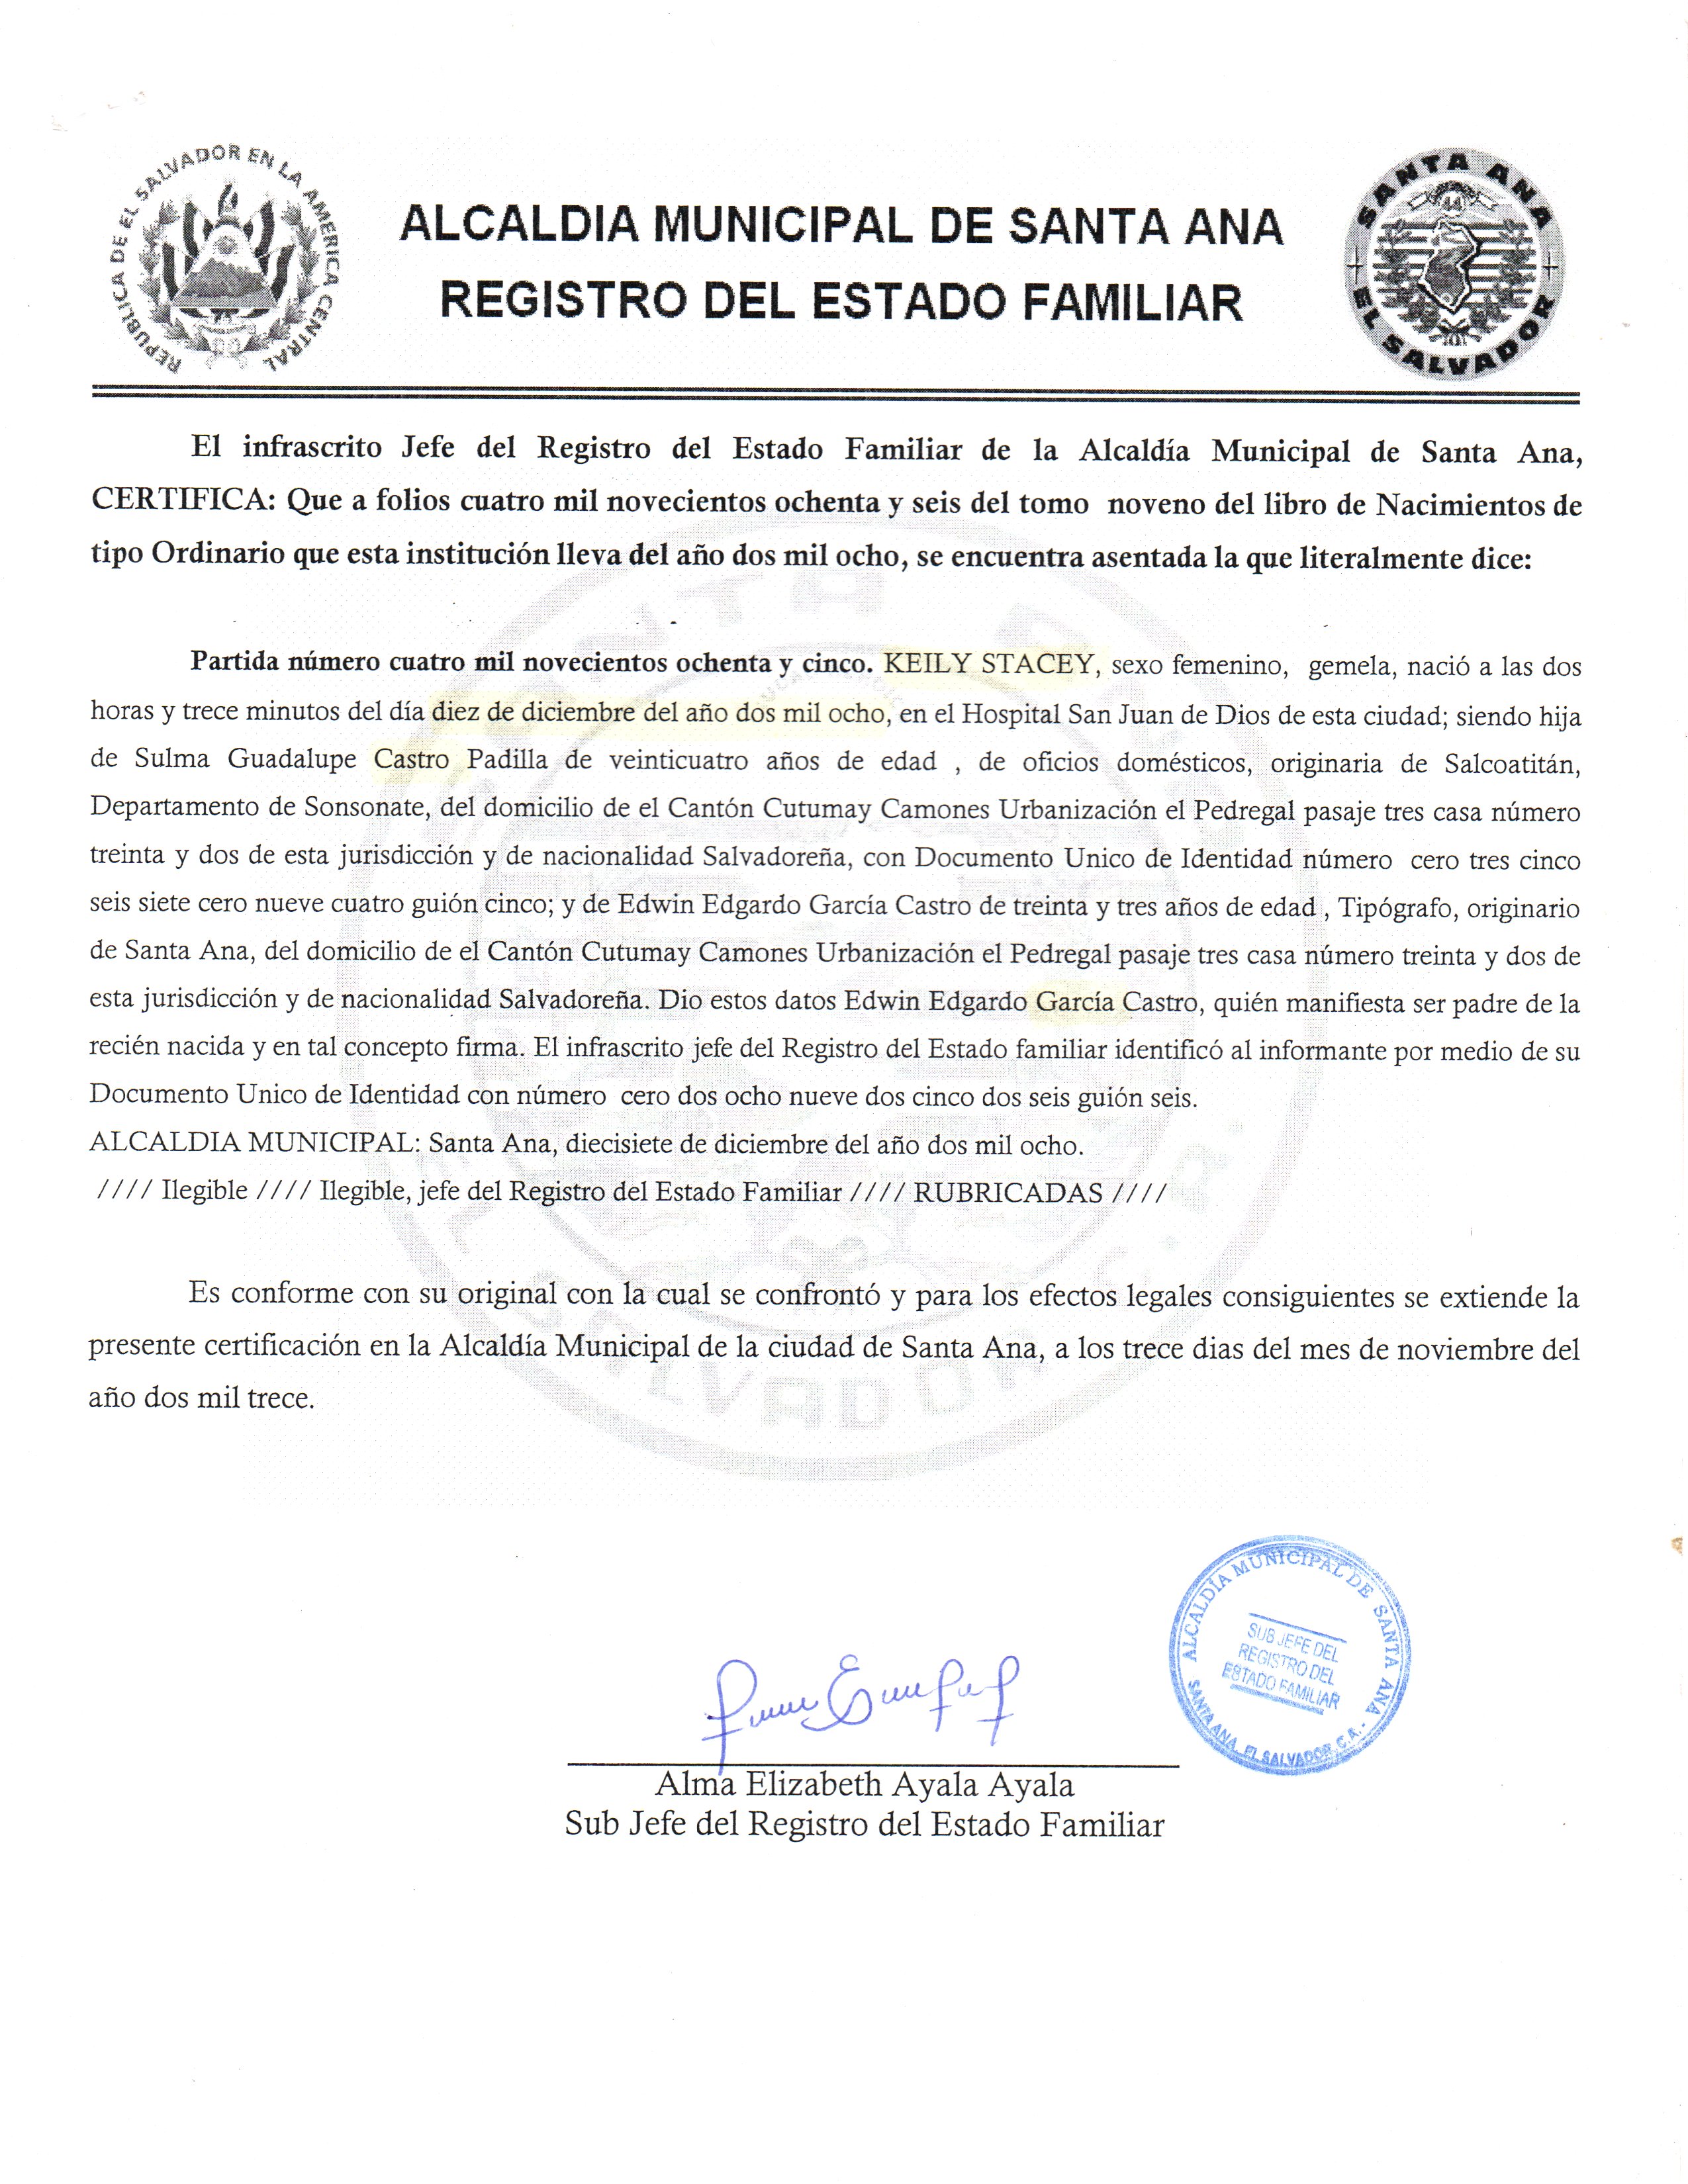 REPUBLICA DE EL SALVADOR EN LA AMERICA CENTRAL
SANTA ANA
44
EL SALVADOR
ALCALDIA MUNICIPAL DE SANTA ANA
REGISTRO DEL ESTADO FAMILIAR
El infrascrito Jefe del Registro del Estado Familiar de la Alcaldía Municipal de Santa Ana,
CERTIFICA: Que a folios cuatro mil novecientos ochenta y seis del tomo noveno del libro de Nacimientos de
tipo Ordinario que esta institución lleva del año dos mil ocho, se encuentra asentada la que literalmente dice:
Partida número cuatro mil novecientos ochenta y cinco. KEILY STACEY, sexo femenino, gemela, nació a las dos
horas y trece minutos del día diez de diciembre del año dos mil ocho, en el Hospital San Juan de Dios de esta ciudad; siendo hija
de Sulma Guadalupe Castro Padilla de veinticuatro años de edad , de oficios domésticos, originaria de Salcoatitán,
Departamento de Sonsonate, del domicilio de el Cantón Cutumay Camones Urbanización el Pedregal pasaje tres casa número
treinta y dos de esta jurisdicción y de nacionalidad Salvadoreña, con Documento Unico de Identidad número cero tres cinco
seis siete cero nueve cuatro guión cinco; y de Edwin Edgardo García Castro de treinta y tres años de edad , Tipógrafo, originario
de Santa Ana, del domicilio de el Cantón Cutumay Camones Urbanización el Pedregal pasaje tres casa número treinta y dos de
esta jurisdicción y de nacionalidad Salvadoreña. Dio estos datos Edwin Edgardo García Castro, quién manifiesta ser padre de la
recién nacida y en tal concepto firma. El infrascrito jefe del Registro del Estado familiar identificó al informante por medio de su
Documento Unico de Identidad con número cero dos ocho nueve dos cinco dos seis guión seis.
ALCALDIA MUNICIPAL: Santa Ana, diecisiete de diciembre del año dos mil ocho.
//// Ilegible //// Ilegible, jefe del Registro del Estado Familiar //// RUBRICADAS ////
Es conforme con su original con la cual se confrontó y para los efectos legales consiguientes se extiende la
presente certificación en la Alcaldía Municipal de la ciudad de Santa Ana, a los trece dias del mes de noviembre del
año dos mil trece.
ALCALDÍA MUNICIPAL DE SANTA ANA
SUB JEFE DEL
REGISTRO DEL
ESTADO FAMILIAR
SANTA ANA, EL SALVADOR, C.A.
Alma Elizabeth Ayala Ayala
Sub Jefe del Registro del Estado Familiar